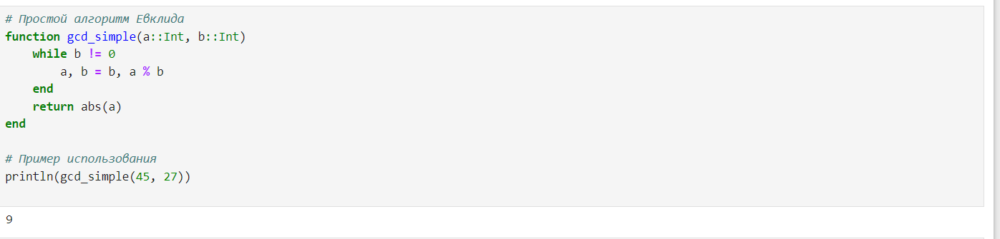 # Простой алгоритм Евклида
function gcd_simple(a::Int, b::Int)
    while b != 0
        a, b = b, a % b
    end
    return abs(a)
end
# Пример использования
println(gcd_simple(45, 27))
9